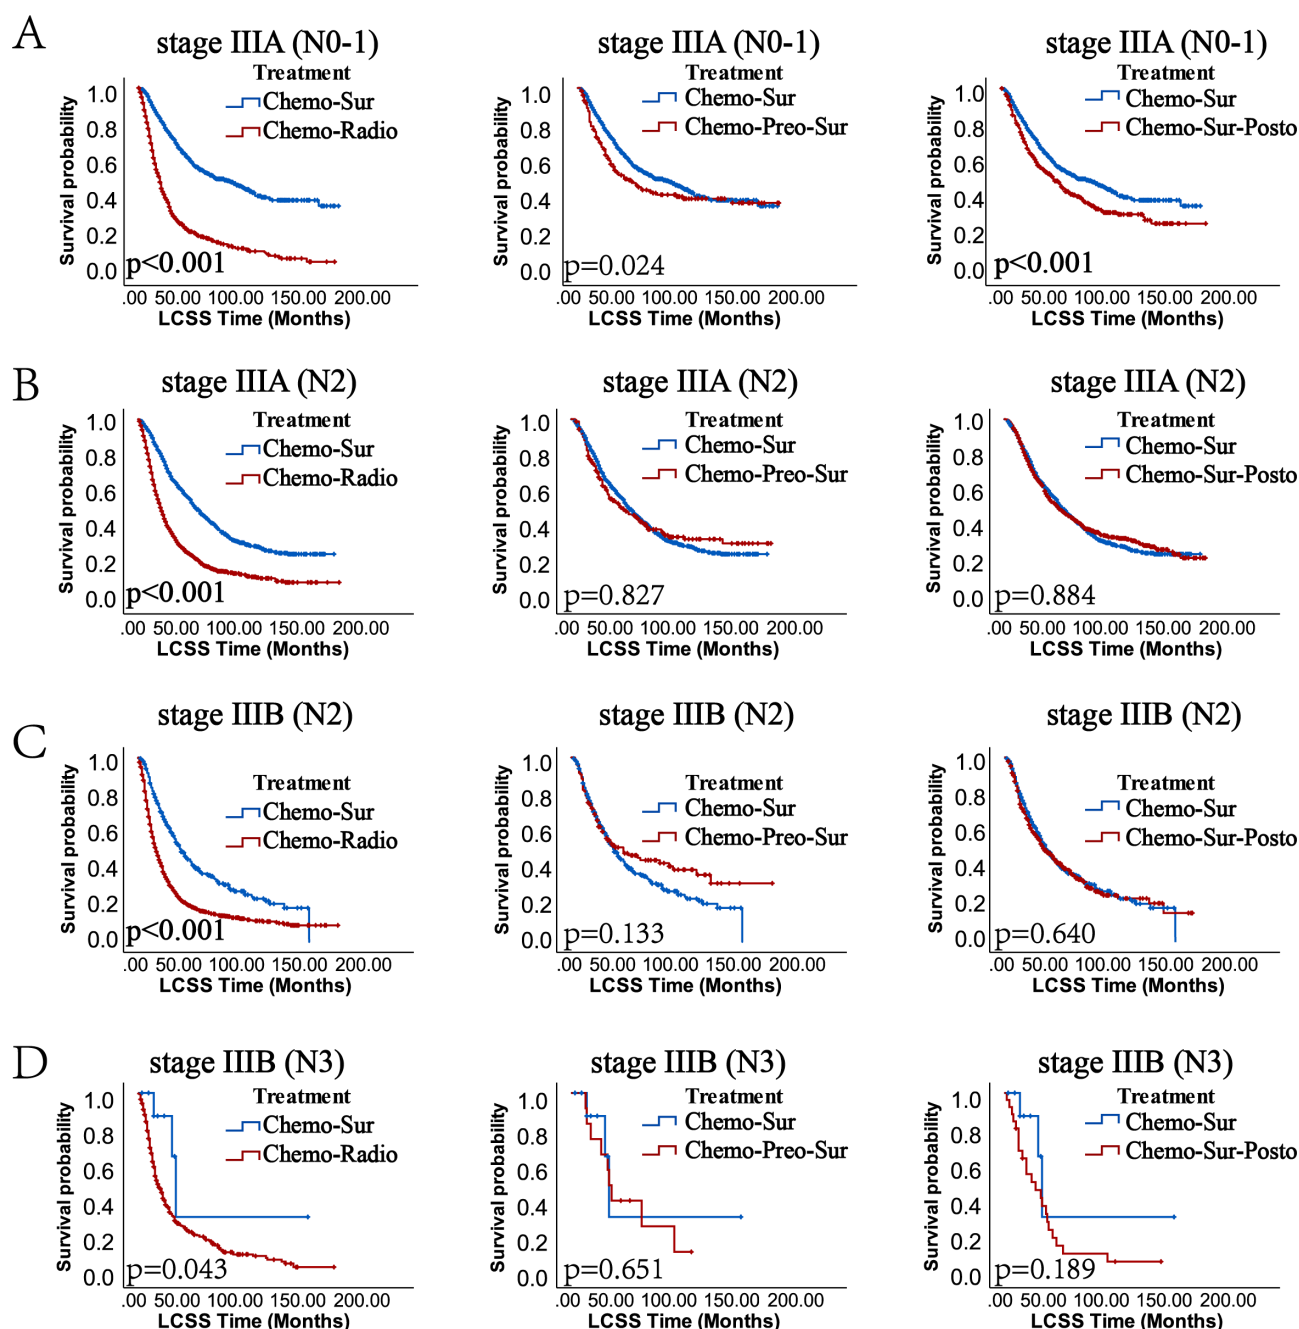 A
stage IIIA (N0-1)
Treatment
Chemo-Sur
Chemo-Radio
Survival probability
1.0
0.8
0.6
0.4
0.2
0.0
p<0.001
.00 50.00 100.00 150.00 200.00
LCSS Time (Months)
stage IIIA (N0-1)
Treatment
Chemo-Sur
Chemo-Preo-Sur
Survival probability
1.0
0.8
0.6
0.4
0.2
0.0
p=0.024
.00 50.00 100.00 150.00 200.00
LCSS Time (Months)
stage IIIA (N0-1)
Treatment
Chemo-Sur
Chemo-Sur-Posto
Survival probability
1.0
0.8
0.6
0.4
0.2
0.0
p<0.001
.00 50.00 100.00 150.00 200.00
LCSS Time (Months)
B
stage IIIA (N2)
Treatment
Chemo-Sur
Chemo-Radio
Survival probability
1.0
0.8
0.6
0.4
0.2
0.0
p<0.001
.00 50.00 100.00 150.00 200.00
LCSS Time (Months)
stage IIIA (N2)
Treatment
Chemo-Sur
Chemo-Preo-Sur
Survival probability
1.0
0.8
0.6
0.4
0.2
0.0
p=0.827
.00 50.00 100.00 150.00 200.00
LCSS Time (Months)
stage IIIA (N2)
Treatment
Chemo-Sur
Chemo-Sur-Posto
Survival probability
1.0
0.8
0.6
0.4
0.2
0.0
p=0.884
.00 50.00 100.00 150.00 200.00
LCSS Time (Months)
C
stage IIIB (N2)
Treatment
Chemo-Sur
Chemo-Radio
Survival probability
1.0
0.8
0.6
0.4
0.2
0.0
p<0.001
.00 50.00 100.00 150.00 200.00
LCSS Time (Months)
stage IIIB (N2)
Treatment
Chemo-Sur
Chemo-Preo-Sur
Survival probability
1.0
0.8
0.6
0.4
0.2
0.0
p=0.133
.00 50.00 100.00 150.00 200.00
LCSS Time (Months)
stage IIIB (N2)
Treatment
Chemo-Sur
Chemo-Sur-Posto
Survival probability
1.0
0.8
0.6
0.4
0.2
0.0
p=0.640
.00 50.00 100.00 150.00 200.00
LCSS Time (Months)
D
stage IIIB (N3)
Treatment
Chemo-Sur
Chemo-Radio
Survival probability
1.0
0.8
0.6
0.4
0.2
0.0
p=0.043
.00 50.00 100.00 150.00 200.00
LCSS Time (Months)
stage IIIB (N3)
Treatment
Chemo-Sur
Chemo-Preo-Sur
Survival probability
1.0
0.8
0.6
0.4
0.2
0.0
p=0.651
.00 50.00 100.00 150.00 200.00
LCSS Time (Months)
stage IIIB (N3)
Treatment
Chemo-Sur
Chemo-Sur-Posto
Survival probability
1.0
0.8
0.6
0.4
0.2
0.0
p=0.189
.00 50.00 100.00 150.00 200.00
LCSS Time (Months)